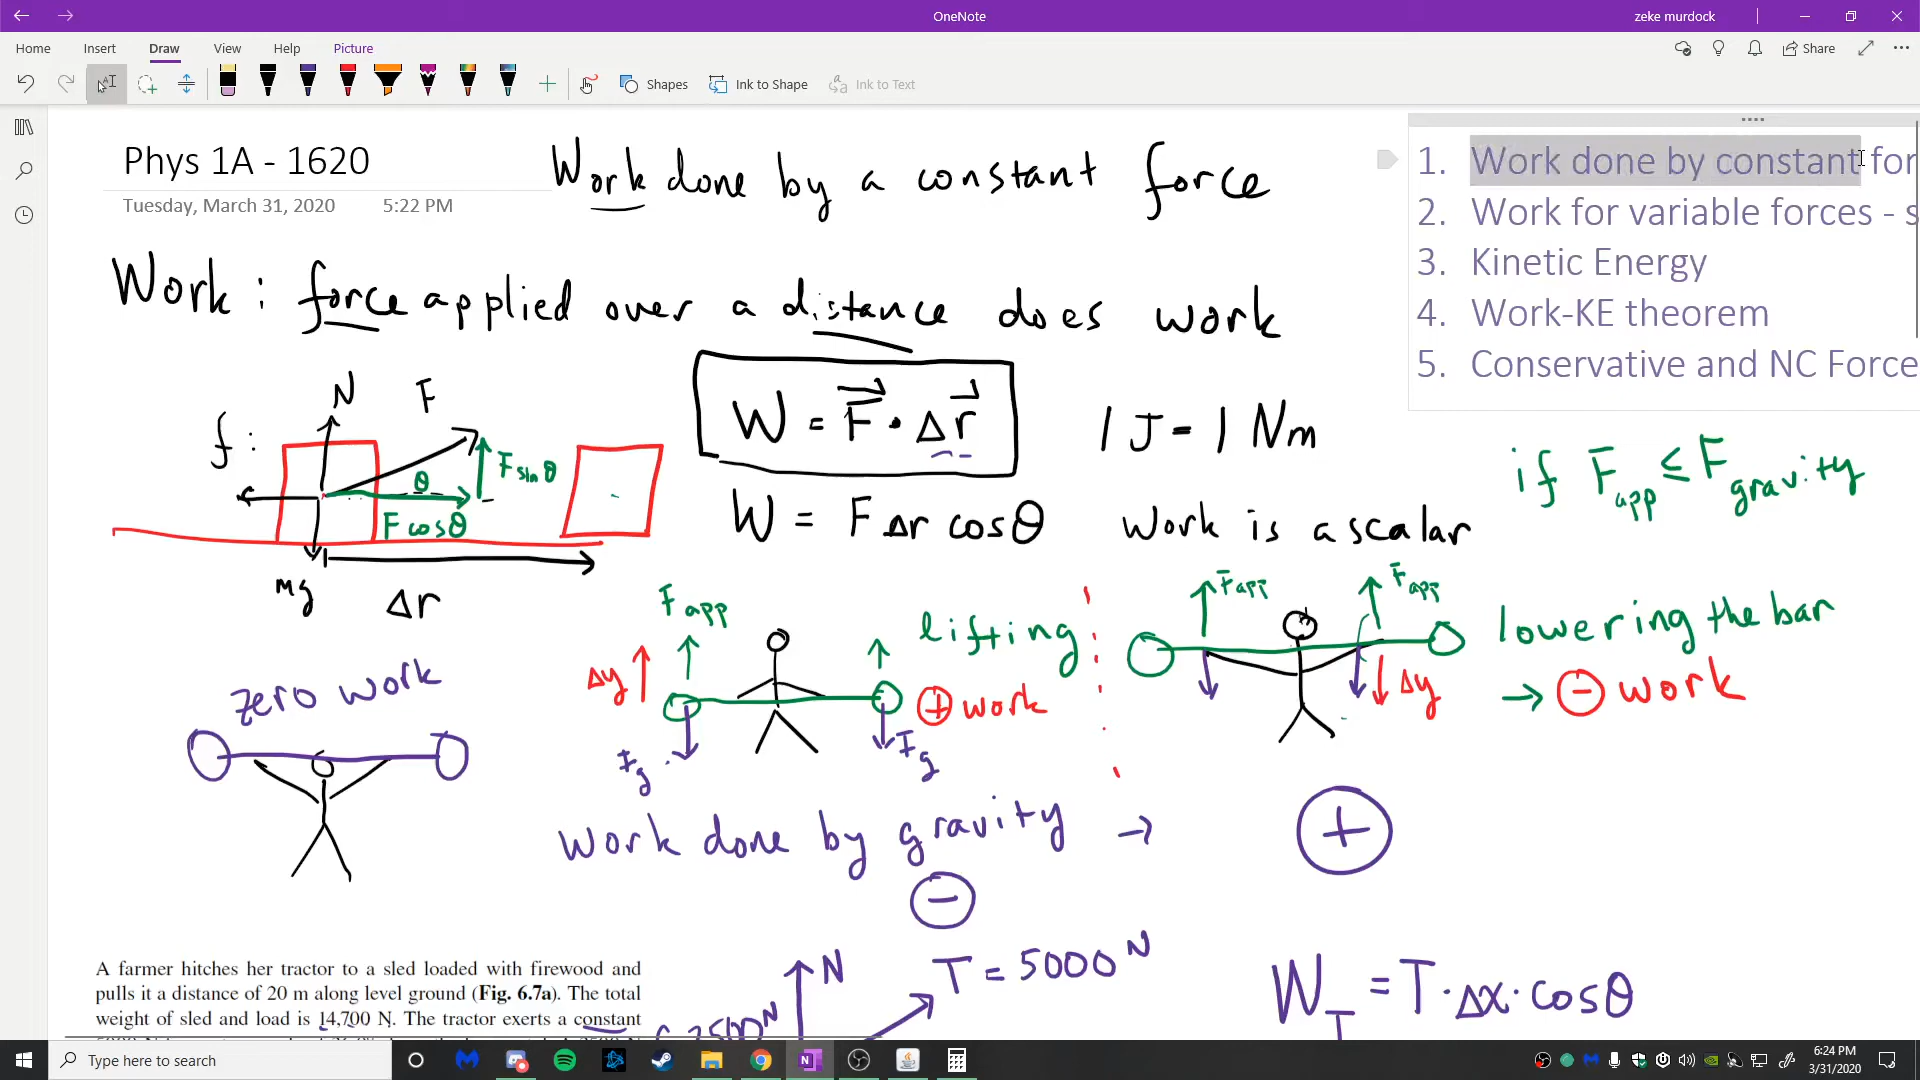 OneNote
zeke murdock
Home Insert Draw View Help Picture
Share
Shapes
Ink to Shape
Ink to Text
Phys 1A - 1620
Tuesday, March 31, 2020 5:22 PM
Work done by a constant force
1. Work done by constant for
2. Work for variable forces - s
3. Kinetic Energy
4. Work-KE theorem
5. Conservative and NC Force
Work : force applied over a distance does work
f:
N
F
θ
F sin θ
F cos θ
mg
Δr
W = F · Δr
1 J = 1 Nm
W = F Δr cos θ
Work is a scalar
if F app ≤ F gravity
F app
lifting
Δy
+ work
F g
F g
F app
F app
lowering the bar
Δy
→ − work
zero work
Work done by gravity →
+
−
A farmer hitches her tractor to a sled loaded with firewood and
pulls it a distance of 20 m along level ground (Fig. 6.7a). The total
weight of sled and load is 14,700 N. The tractor exerts a constant
N
T = 5000 N
W T = T · Δx · cos θ
Type here to search
6:24 PM
3/31/2020